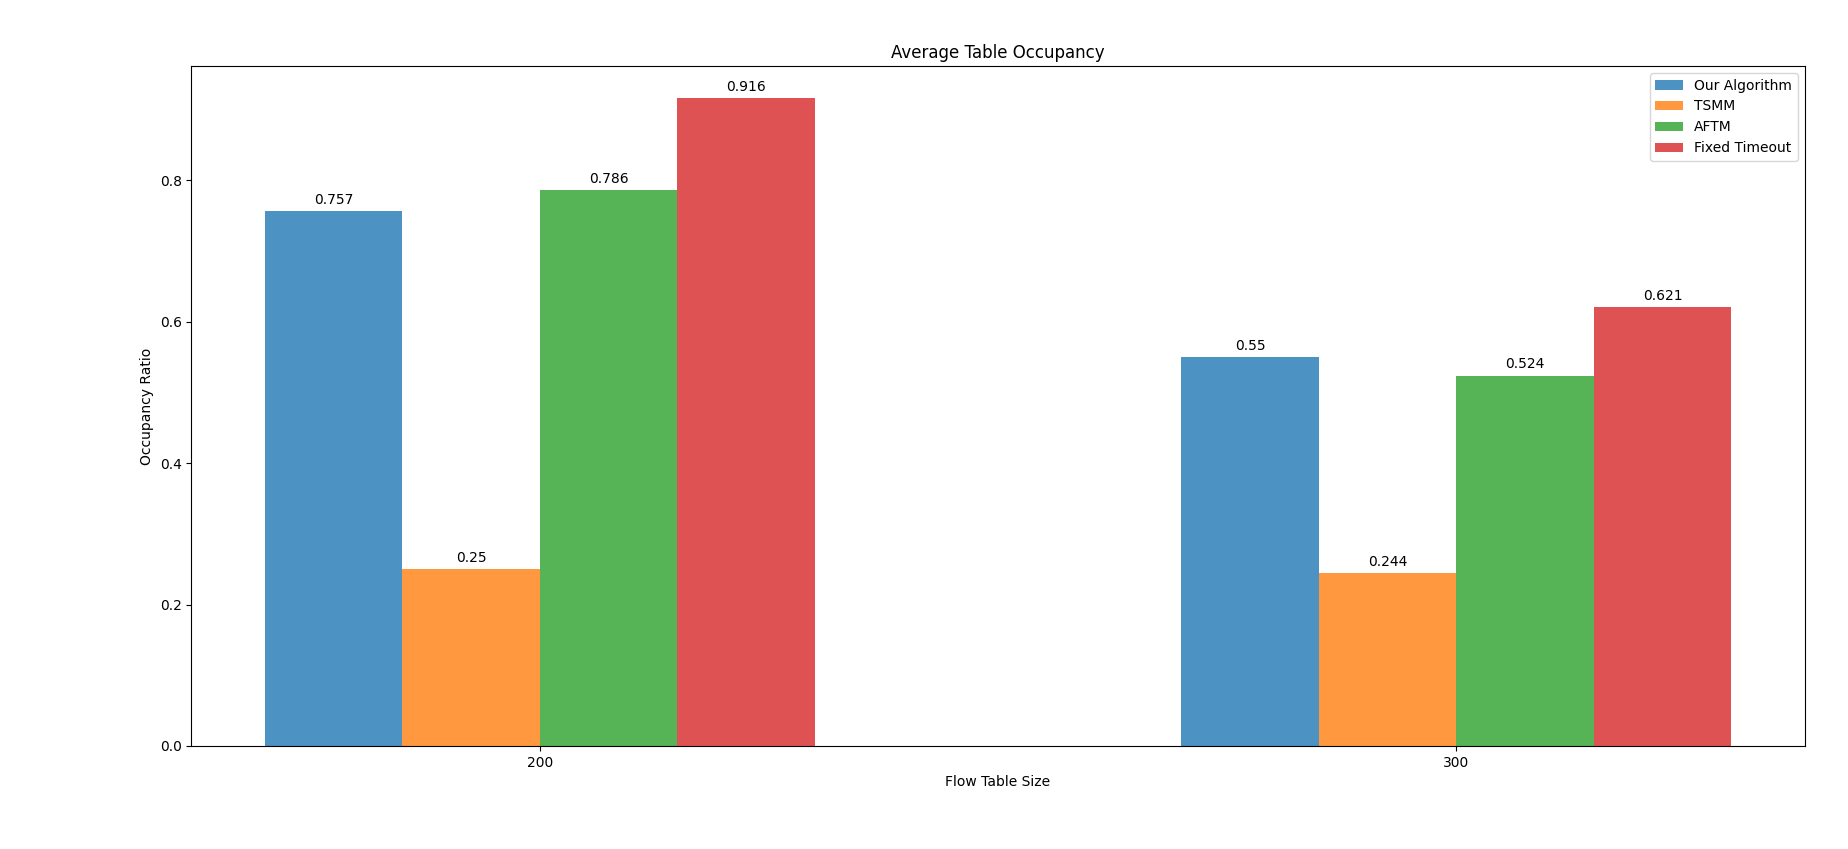 Average Table Occupancy
Our Algorithm
TSMM
AFTM
Fixed Timeout
0.916
0.757
0.786
0.25
0.621
0.55
0.524
0.244
0.8
0.6
0.4
0.2
0.0
Occupancy Ratio
200
300
Flow Table Size